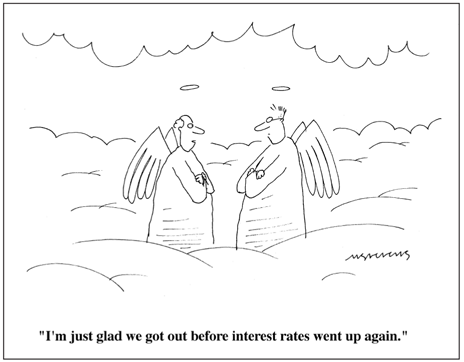 "I'm just glad we got out before interest rates went up again."